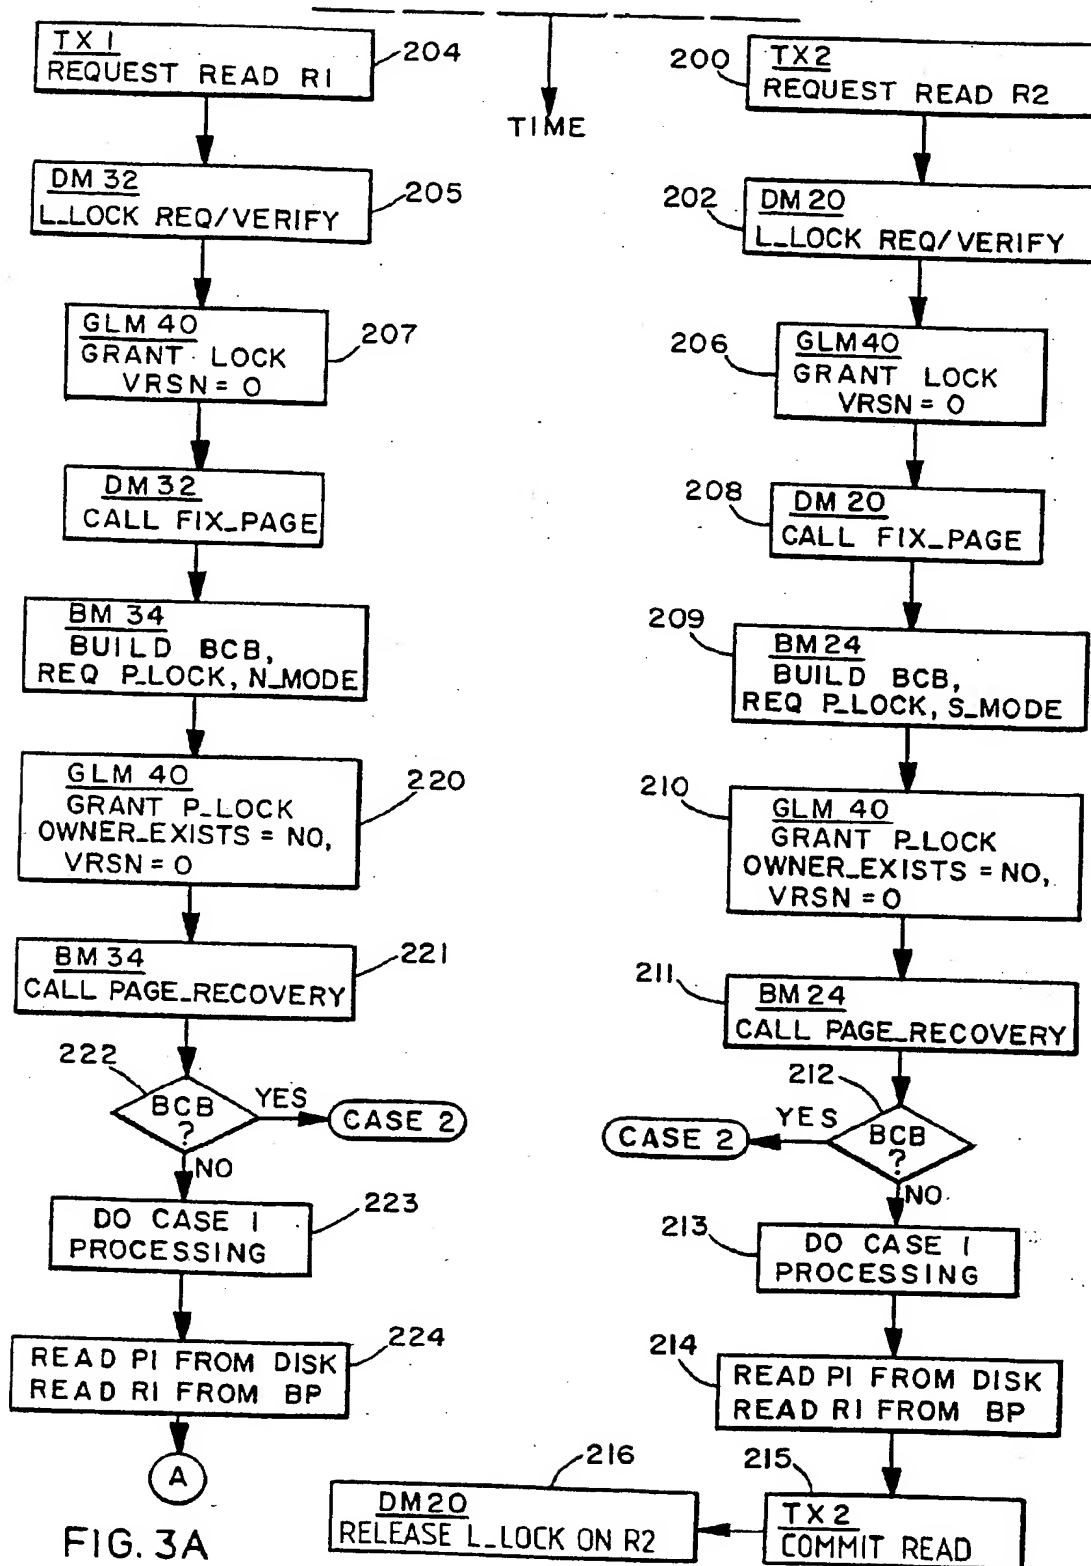 TX 1
REQUEST READ R1
204
DM 32
L_LOCK REQ/VERIFY
205
GLM 40
GRANT LOCK
VRSN = 0
207
DM 32
CALL FIX_PAGE
BM 34
BUILD BCB,
REQ P_LOCK, N_MODE
GLM 40
GRANT P_LOCK
OWNER_EXISTS = NO,
VRSN = 0
220
BM 34
CALL PAGE_RECOVERY
221
222
BCB
?
YES
CASE 2
NO
DO CASE 1
PROCESSING
223
READ P1 FROM DISK
READ R1 FROM BP
224
A
FIG. 3A
TIME
200
TX2
REQUEST READ R2
202
DM 20
L_LOCK REQ/VERIFY
206
GLM 40
GRANT LOCK
VRSN = 0
208
DM 20
CALL FIX_PAGE
209
BM 24
BUILD BCB,
REQ P_LOCK, S_MODE
210
GLM 40
GRANT P_LOCK
OWNER_EXISTS = NO,
VRSN = 0
211
BM 24
CALL PAGE_RECOVERY
212
BCB
?
YES
CASE 2
NO
213
DO CASE 1
PROCESSING
214
READ P1 FROM DISK
READ R1 FROM BP
215
TX 2
COMMIT READ
216
DM 20
RELEASE L_LOCK ON R2